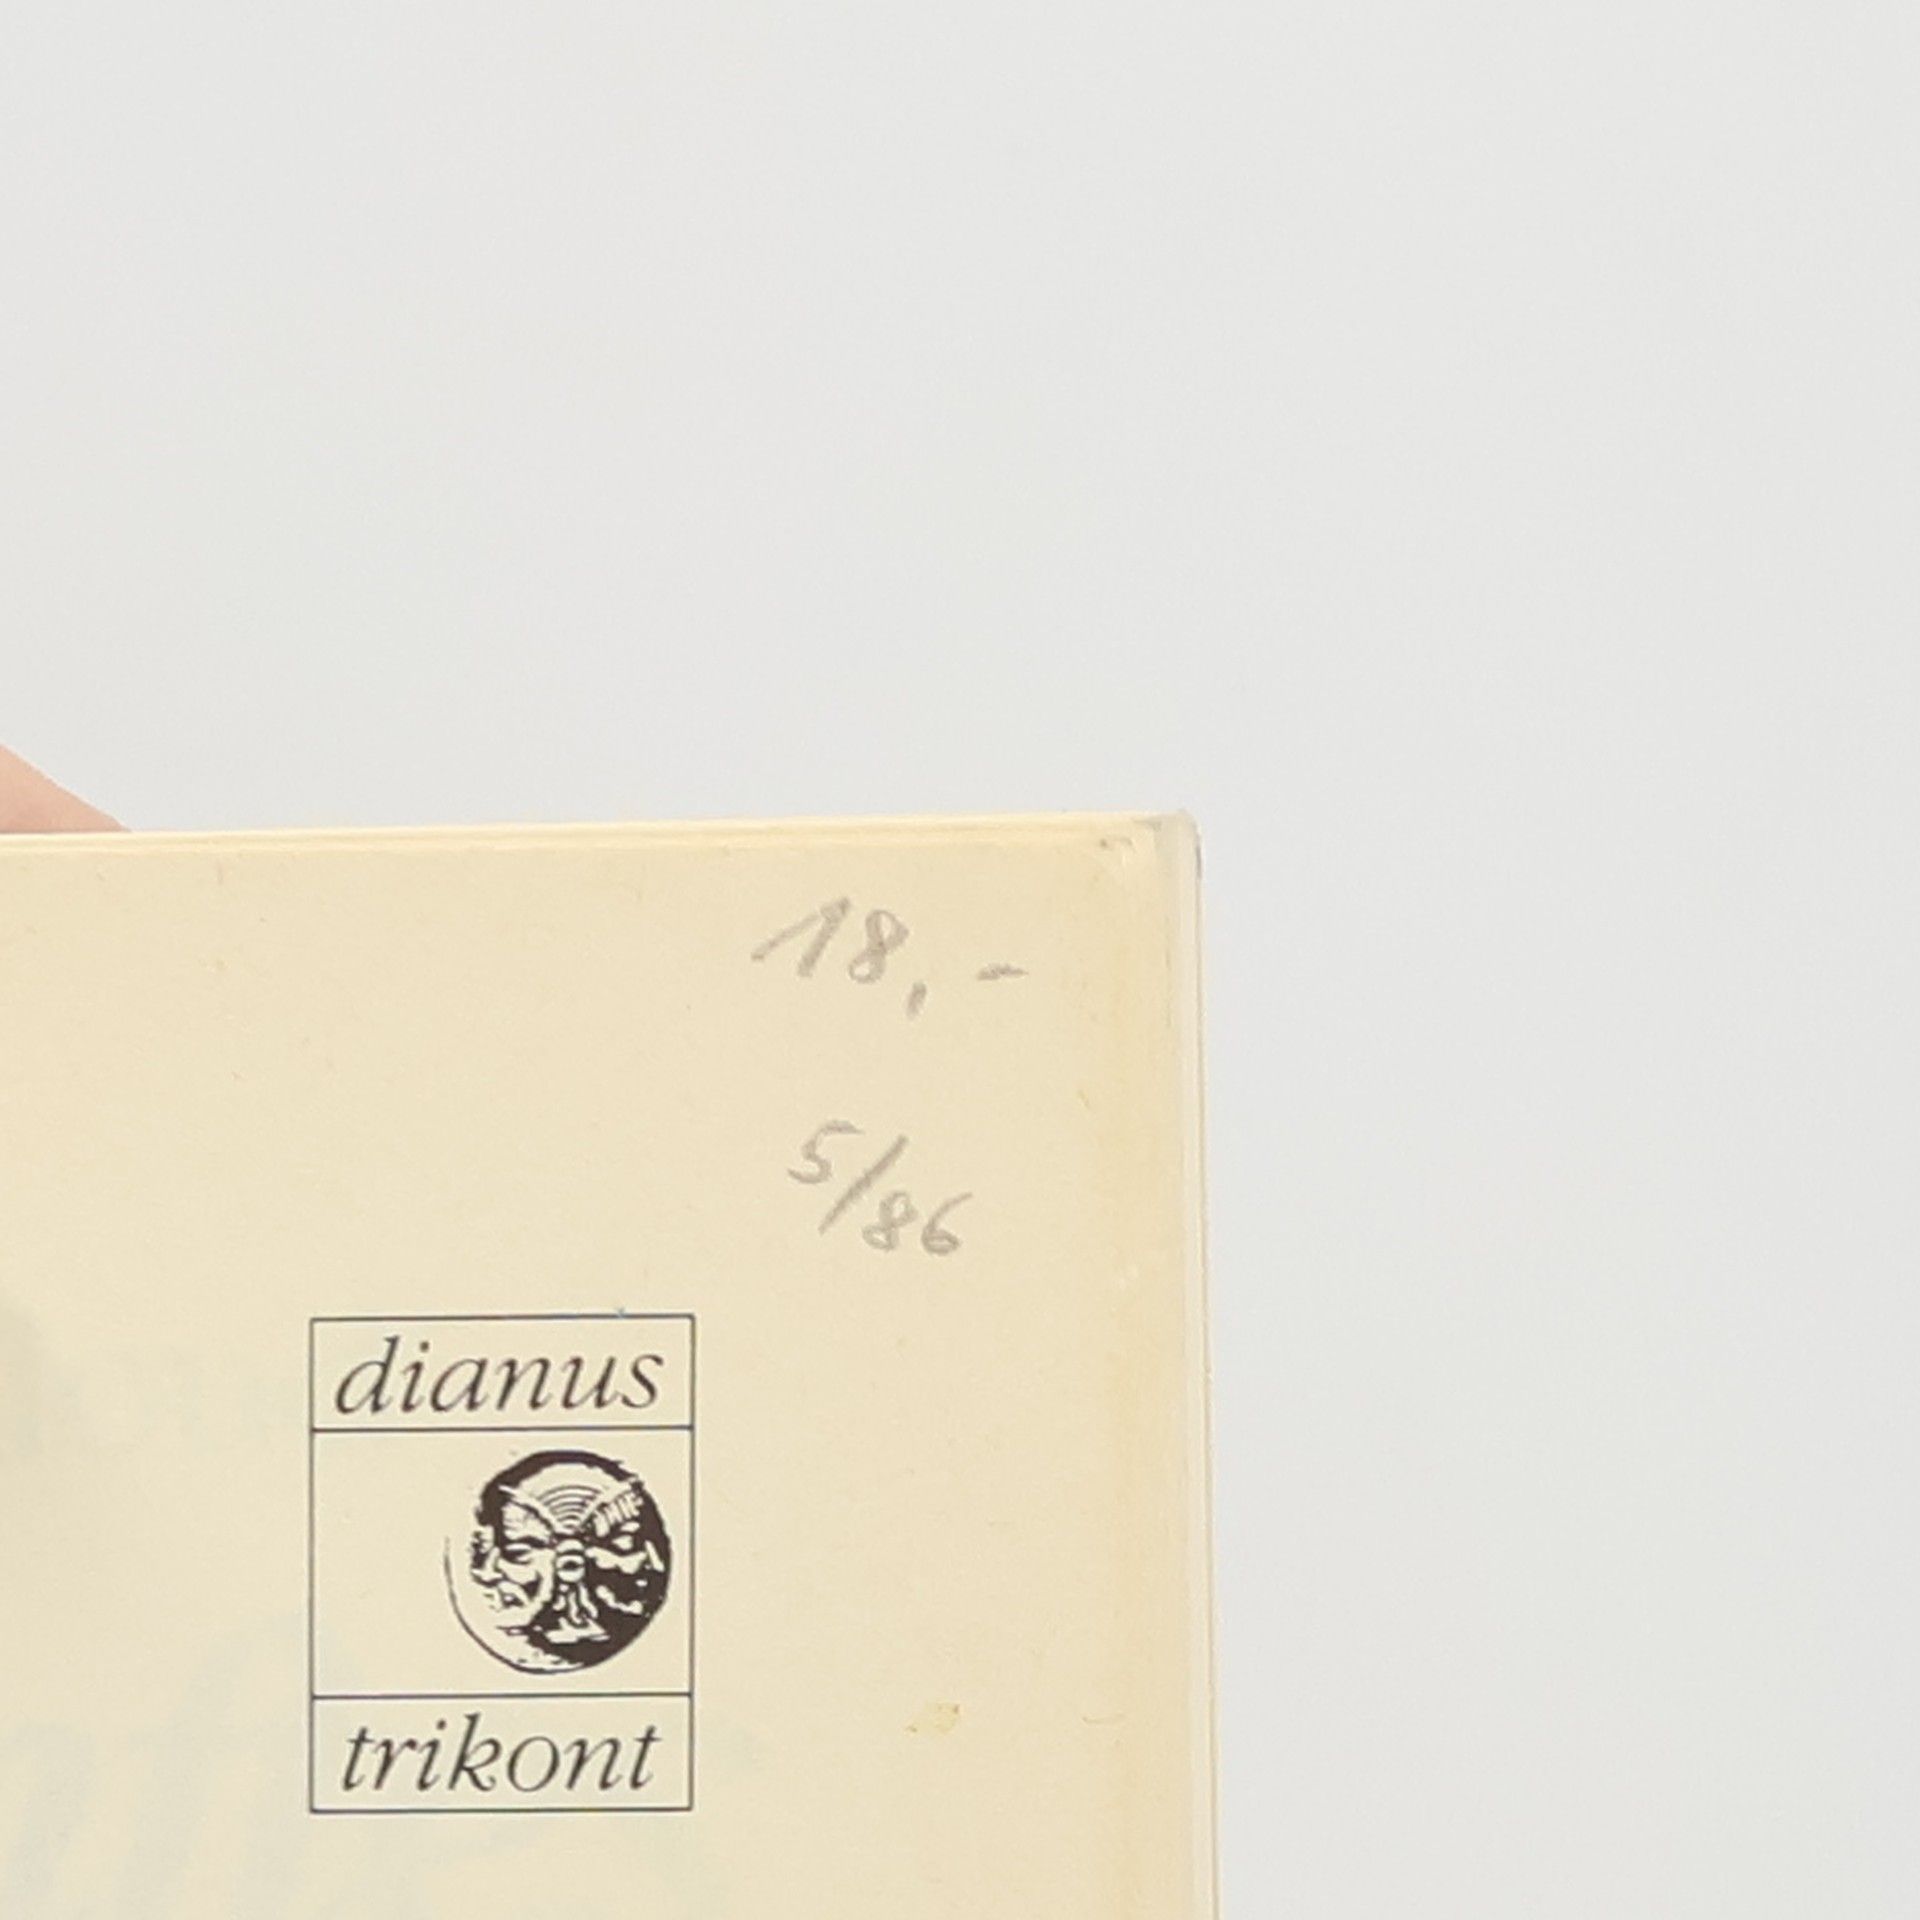 18,-
5/86
dianus
trikont